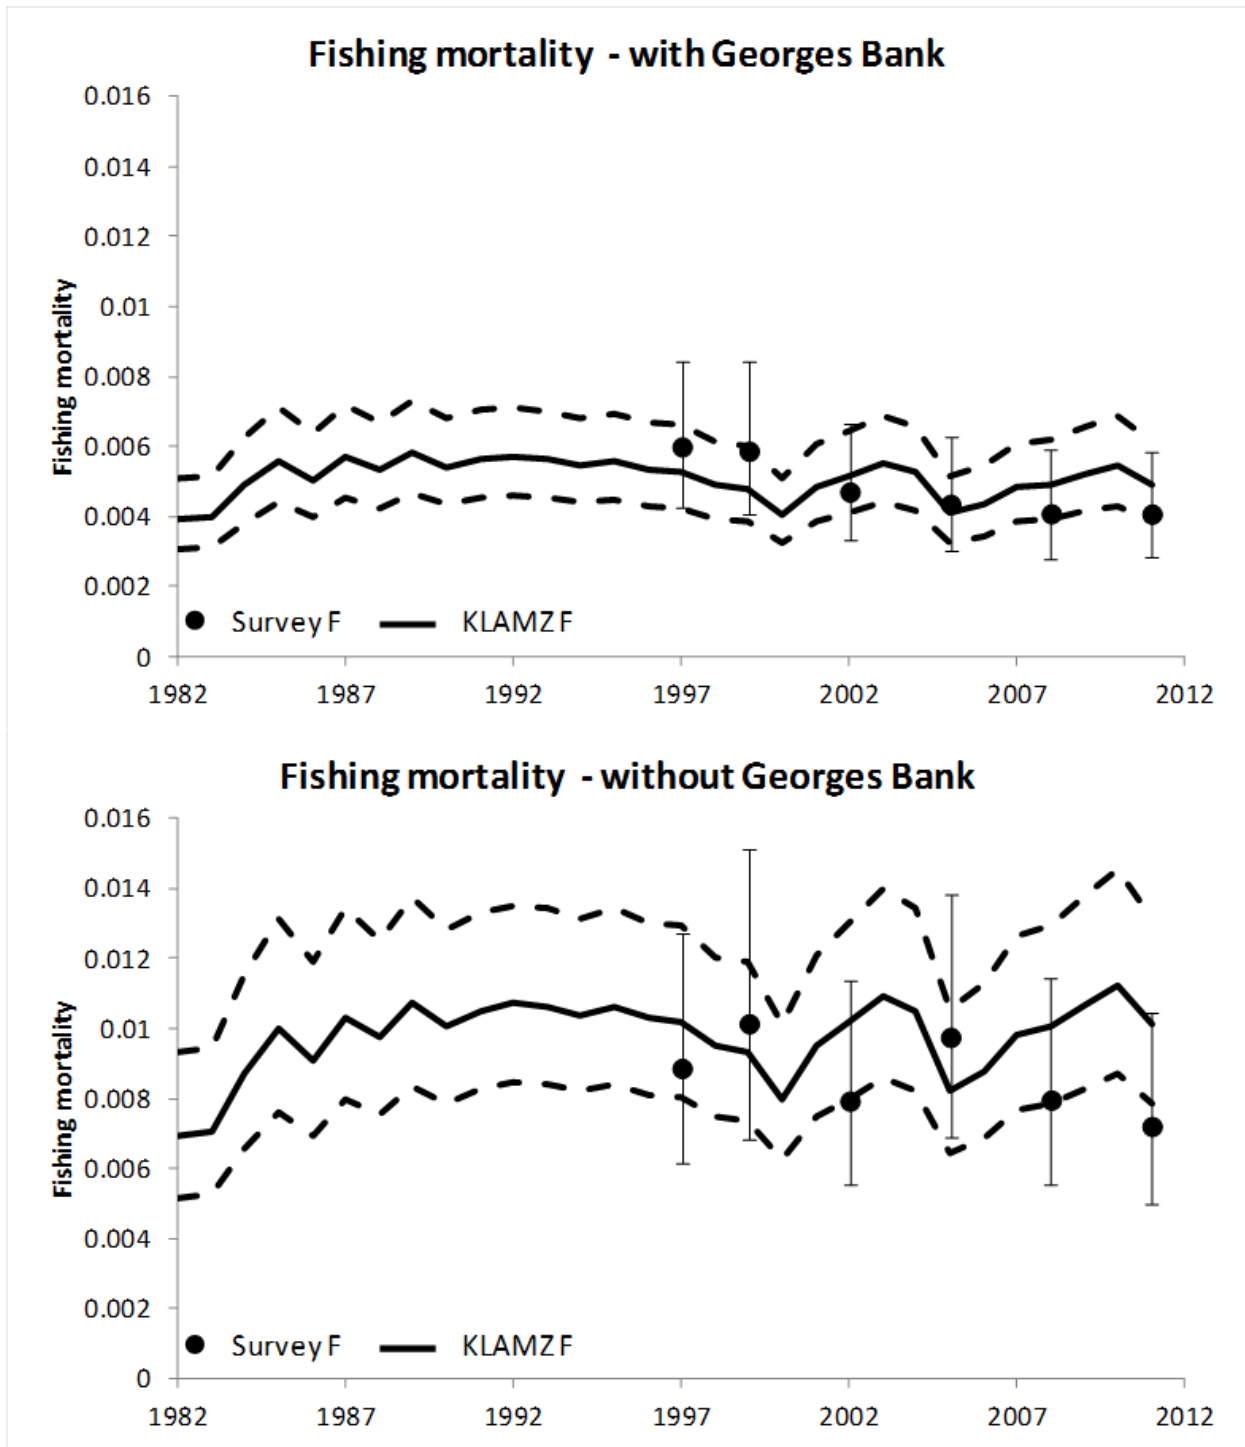 Fishing mortality - with Georges Bank
0.016
0.014
0.012
0.01
0.008
0.006
0.004
0.002
0
Fishing mortality
Survey F KLAMZ F
1982 1987 1992 1997 2002 2007 2012
Fishing mortality - without Georges Bank
0.016
0.014
0.012
0.01
0.008
0.006
0.004
0.002
0
Fishing mortality
Survey F KLAMZ F
1982 1987 1992 1997 2002 2007 2012